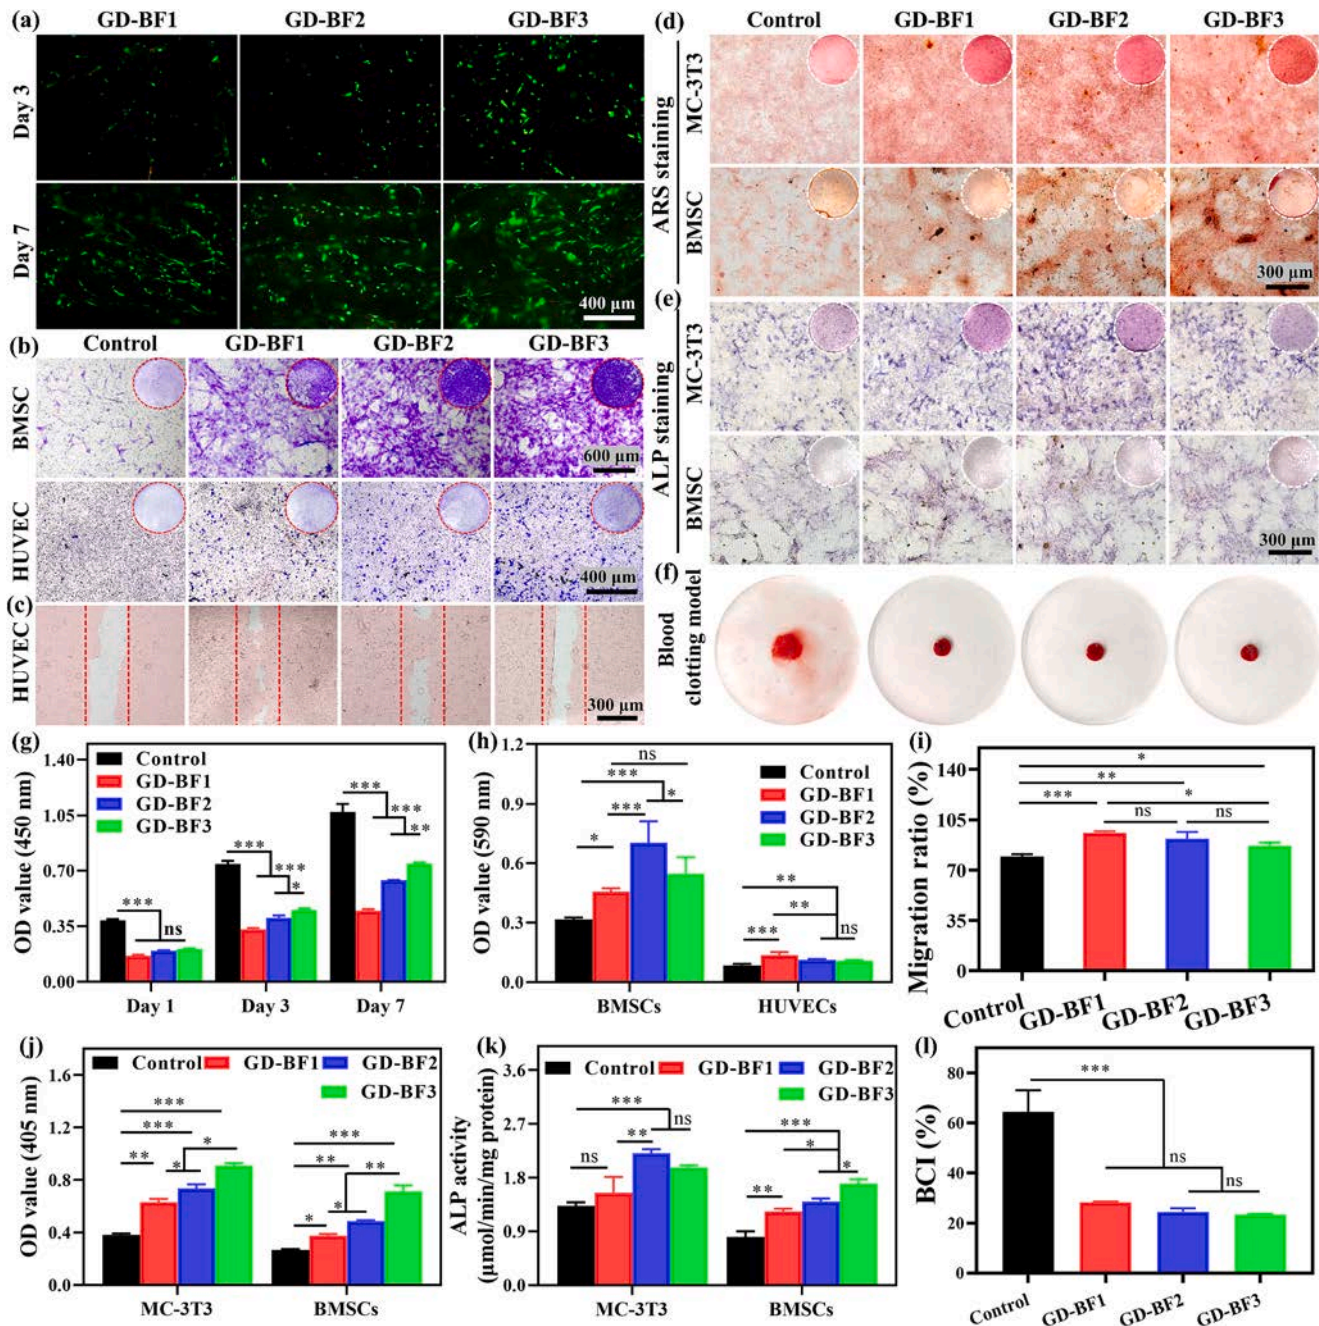 (a) GD-BF1 GD-BF2 GD-BF3
Day 3
Day 7
400 μm
(b) Control GD-BF1 GD-BF2 GD-BF3
BMSC
600 μm
HUVEC
400 μm
(c)
HUVEC
300 μm
(d) Control GD-BF1 GD-BF2 GD-BF3
ARS staining
MC-3T3
BMSC
300 μm
(e)
ALP staining
MC-3T3
BMSC
300 μm
(f)
Blood
clotting model
(g)
OD value (450 nm)
1.40
1.05
0.70
0.35
0.00
Control
GD-BF1
GD-BF2
GD-BF3
*** ns
*** *** *
*** *** **
Day 1 Day 3 Day 7
(h)
OD value (590 nm)
1.2
0.9
0.6
0.3
0.0
Control
GD-BF1
GD-BF2
GD-BF3
ns
***
*** *
*
**
**
*** ns
BMSCs HUVECs
(i)
Migration ratio (%)
140
105
70
35
0
*
**
*** *
ns ns
Control GD-BF1 GD-BF2 GD-BF3
(j)
OD value (405 nm)
1.6
1.2
0.8
0.4
0.0
Control GD-BF1 GD-BF2
GD-BF3
***
*** *
** *
***
** **
* *
MC-3T3 BMSCs
(k)
ALP activity
(μmol/min/mg protein)
3.6
2.7
1.8
0.9
0.0
Control GD-BF1 GD-BF2
GD-BF3
***
** ns
ns
***
*
** *
MC-3T3 BMSCs
(l)
BCI (%)
80
60
40
20
0
***
ns
ns
Control GD-BF1 GD-BF2 GD-BF3